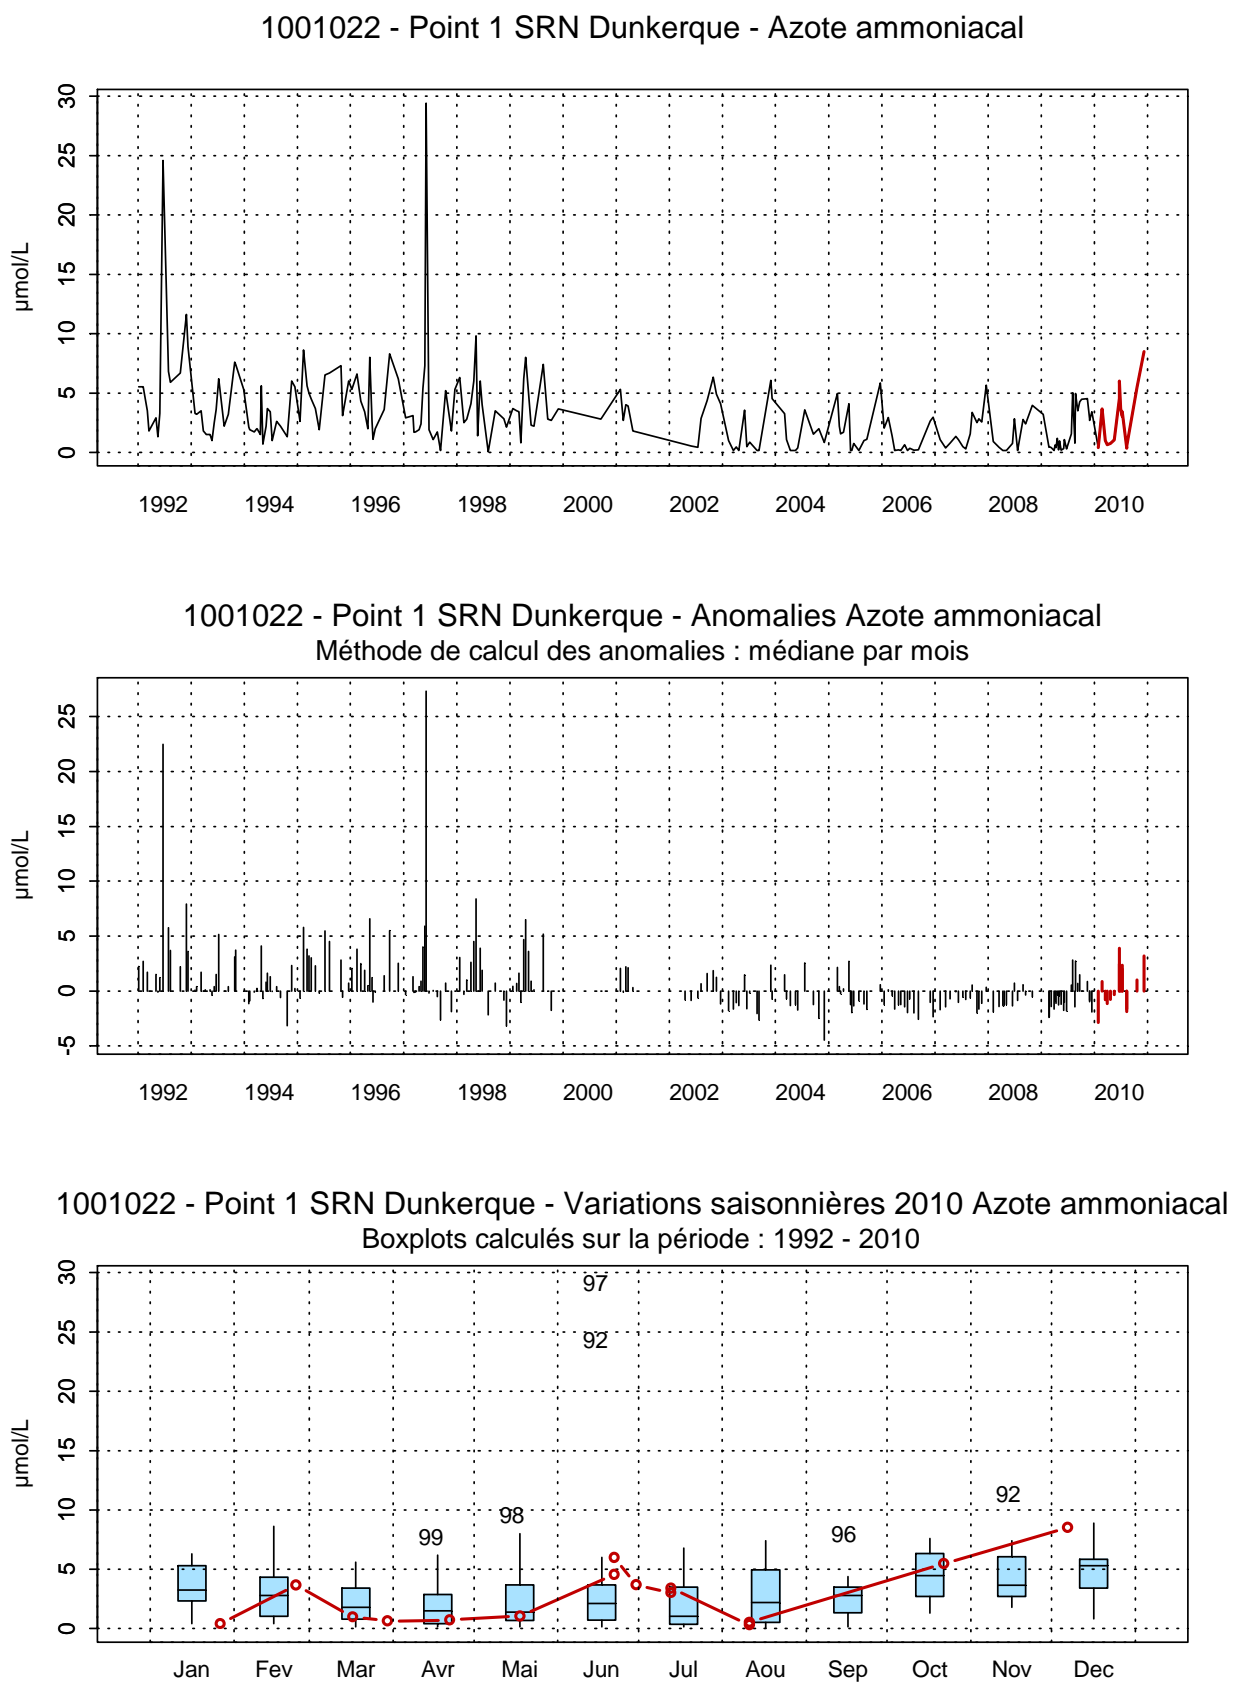 1001022 - Point 1 SRN Dunkerque - Azote ammoniacal
30
25
20
15
10
5
0
µmol/L
1992 1994 1996 1998 2000 2002 2004 2006 2008 2010
1001022 - Point 1 SRN Dunkerque - Anomalies Azote ammoniacal
Méthode de calcul des anomalies : médiane par mois
25
20
15
10
5
0
-5
µmol/L
1992 1994 1996 1998 2000 2002 2004 2006 2008 2010
1001022 - Point 1 SRN Dunkerque - Variations saisonnières 2010 Azote ammoniacal
Boxplots calculés sur la période : 1992 - 2010
30
25
20
15
10
5
0
µmol/L
97
92
92
98
99
96
Jan Fev Mar Avr Mai Jun Jul Aou Sep Oct Nov Dec